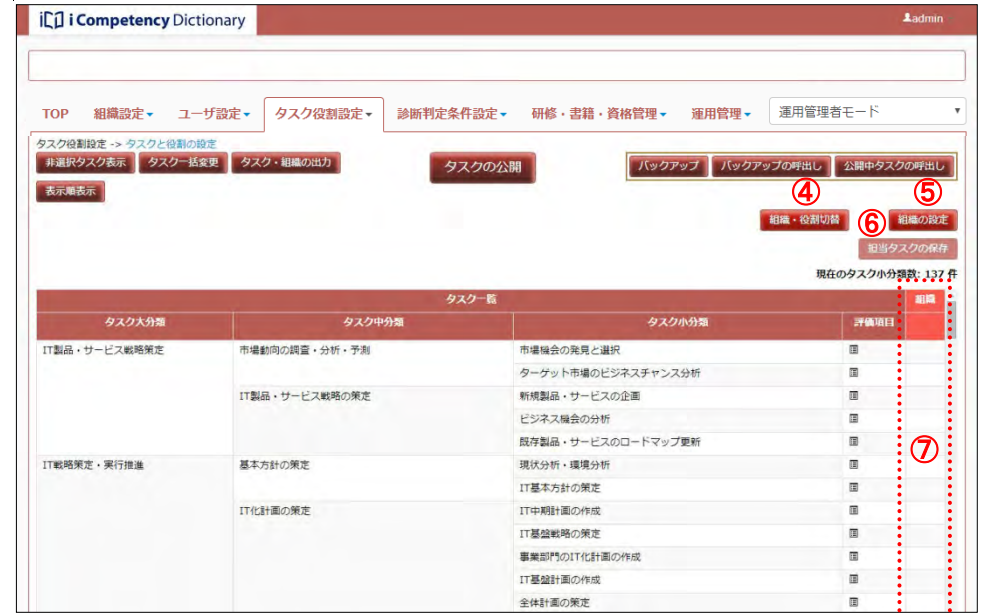 iCD i Competency Dictionary
admin
TOP 組織設定 ユーザ設定 タスク役割設定 診断判定条件設定 研修・書籍・資格管理 運用管理 運用管理者モード
タスク役割設定 -> タスクと役割の設定
非選択タスク表示 タスク一括変更 タスク・組織の出力 タスクの公開 バックアップ バックアップの呼出し 公開中タスクの呼出し
表示順表示
④ ⑤
組織・役割切替 ⑥ 組織の設定
担当タスクの保存
現在のタスク小分類数: 137 件
タスク一覧 組織
タスク大分類 タスク中分類 タスク小分類 評価項目
IT製品・サービス戦略策定 市場動向の調査・分析・予測 市場機会の発見と選択
ターゲット市場のビジネスチャンス分析
IT製品・サービス戦略の策定 新規製品・サービスの企画
ビジネス機会の分析
既存製品・サービスのロードマップ更新
⑦
IT戦略策定・実行推進 基本方針の策定 現状分析・環境分析
IT基本方針の策定
IT化計画の策定 IT中期計画の作成
IT基盤戦略の策定
事業部門のIT化計画の作成
IT基盤計画の作成
全体計画の策定